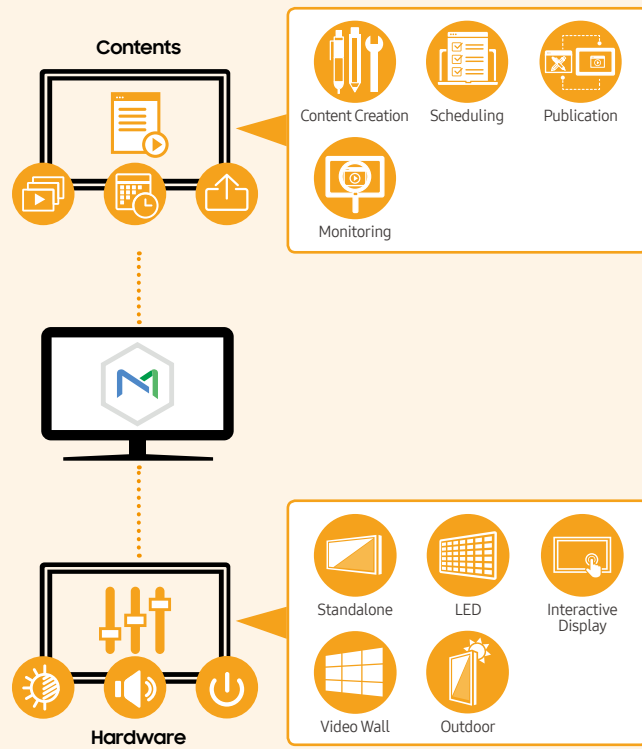 Contents
Content Creation
Scheduling
Publication
Monitoring
Standalone
LED
Interactive
Display
Video Wall
Outdoor
Hardware